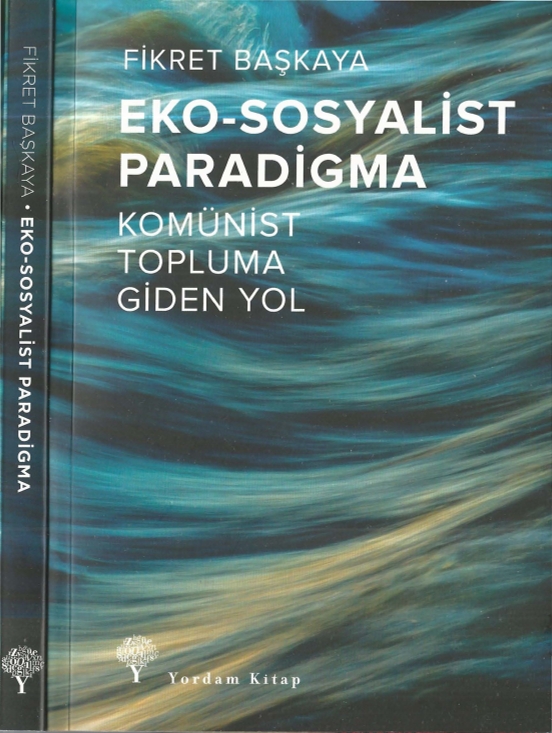 FİKRET BAŞKAYA • EKO-SOSYALİST PARADİGMA
FİKRET BAŞKAYA
EKO-SOSYALİST
PARADİGMA
KOMÜNİST
TOPLUMA
GİDEN YOL
Y
Y
Yordam Kitap